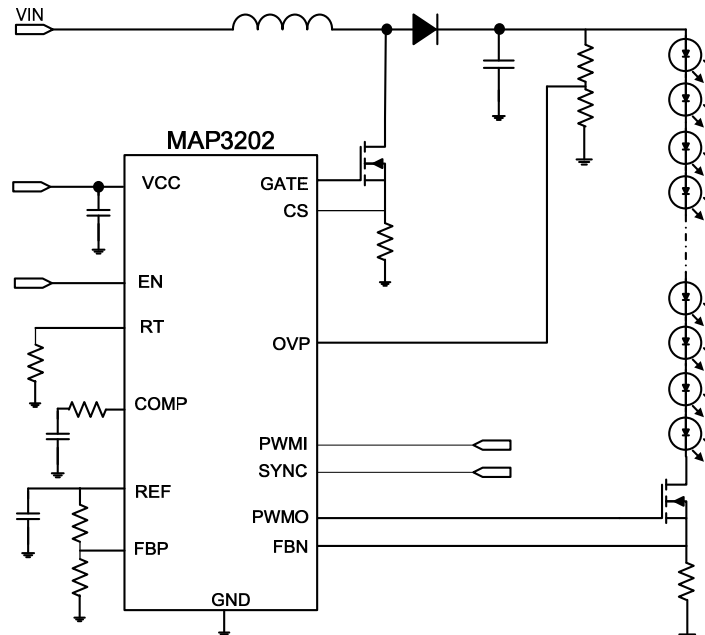 VIN
MAP3202
VCC
GATE
CS
EN
RT
OVP
COMP
PWMI
SYNC
REF
PWMO
FBP
FBN
GND